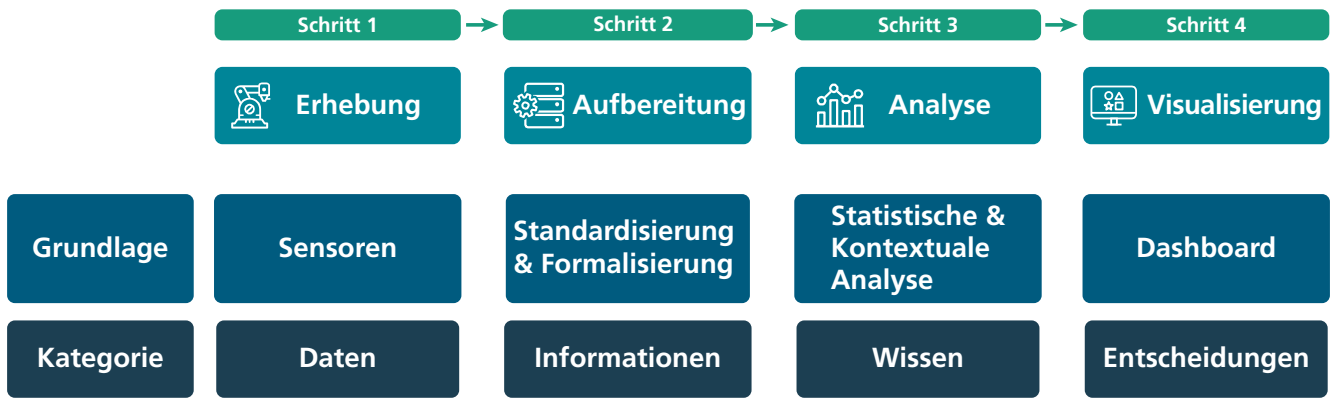 Schritt 1
Schritt 2
Schritt 3
Schritt 4
Erhebung
Aufbereitung
Analyse
Visualisierung
Grundlage
Sensoren
Standardisierung
& Formalisierung
Statistische &
Kontextuale
Analyse
Dashboard
Kategorie
Daten
Informationen
Wissen
Entscheidungen